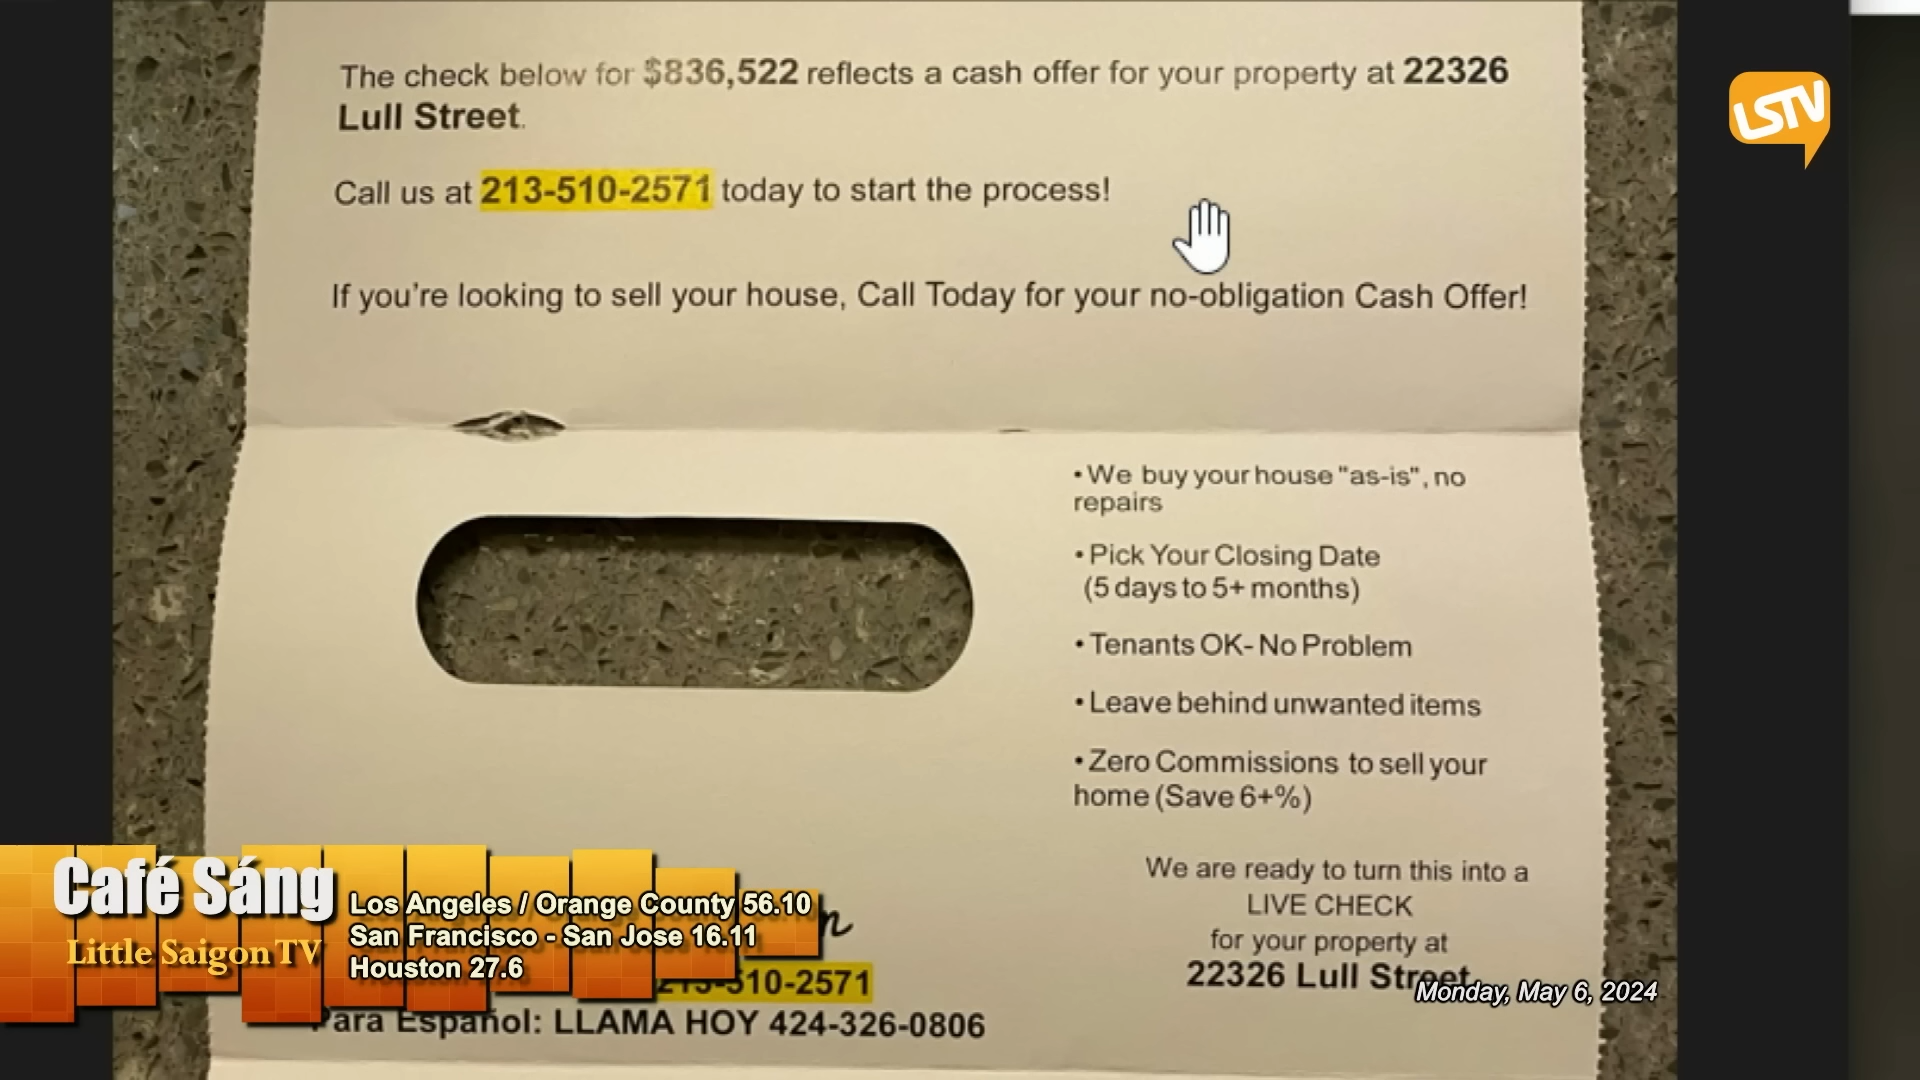 The check below for $836,522 reflects a cash offer for your property at 22326
Lull Street.
LSTV
Call us at 213-510-2571 today to start the process!
If you're looking to sell your house, Call Today for your no-obligation Cash Offer!
• We buy your house "as-is", no
repairs
• Pick Your Closing Date
(5 days to 5+ months)
• Tenants OK- No Problem
• Leave behind unwanted items
• Zero Commissions to sell your
home (Save 6+%)
We are ready to turn this into a
LIVE CHECK
for your property at
22326 Lull Street
Monday, May 6, 2024
Café Sáng
Little Saigon TV
Los Angeles / Orange County 56.10
San Francisco - San Jose 16.11
Houston 27.6
213-510-2571
Para Español: LLAMA HOY 424-326-0806